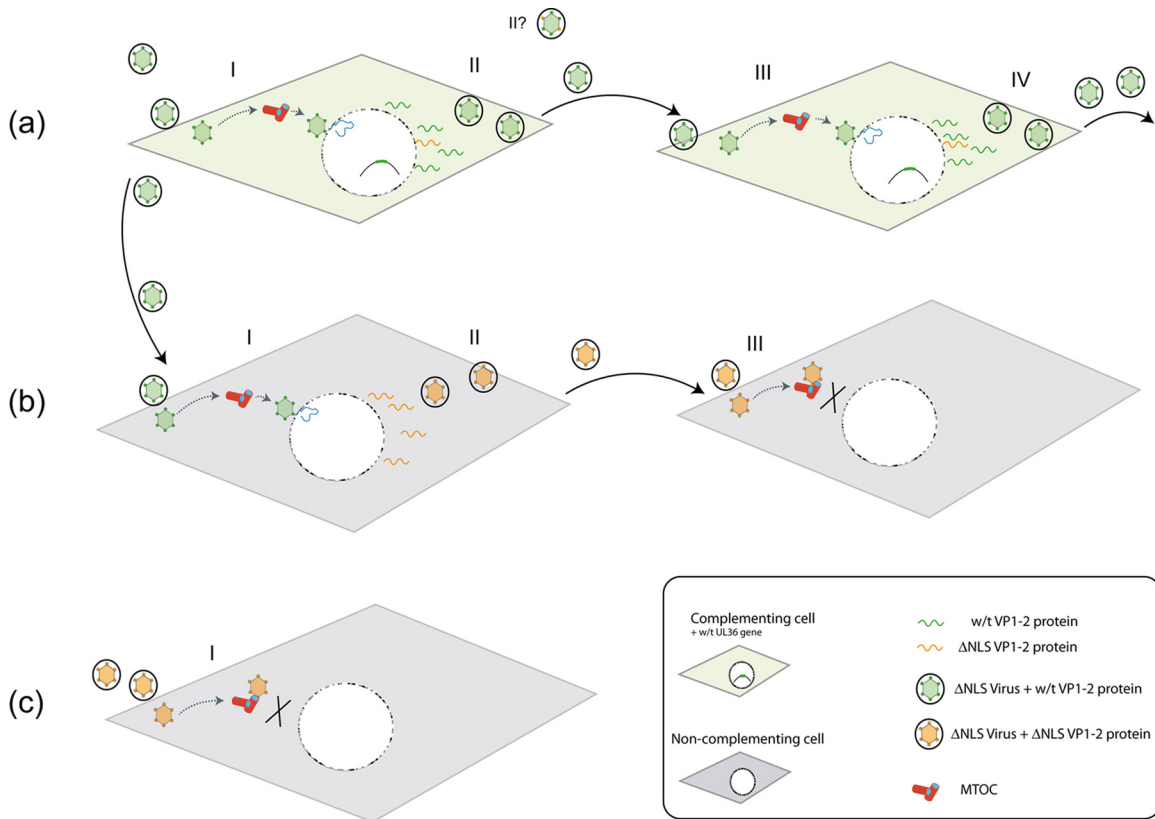 II?
I
II
III
IV
(a)
I
II
III
(b)
I
(c)
Complementing cell
+ w/t UL36 gene
Non-complementing cell
w/t VP1-2 protein
ΔNLS VP1-2 protein
ΔNLS Virus + w/t VP1-2 protein
ΔNLS Virus + ΔNLS VP1-2 protein
MTOC